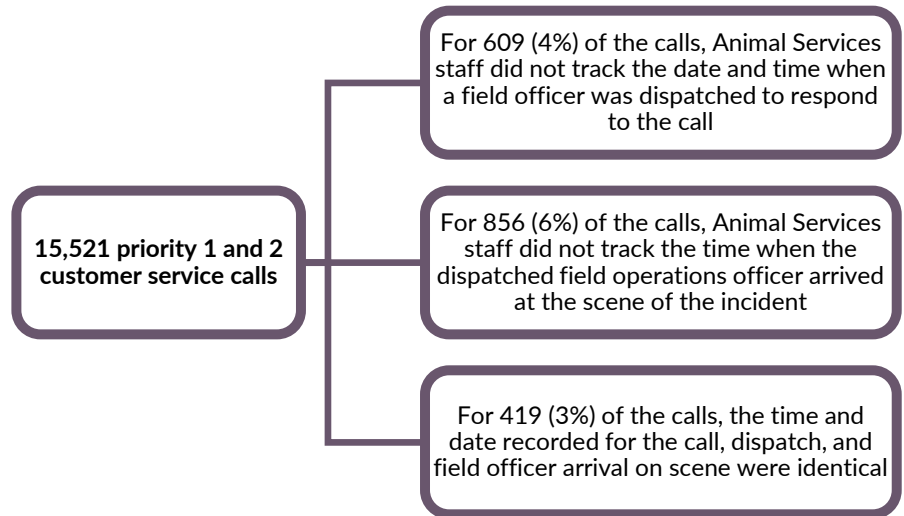 For 609 (4%) of the calls, Animal Services
staff did not track the date and time when
a field officer was dispatched to respond
to the call
15,521 priority 1 and 2
customer service calls
For 856 (6%) of the calls, Animal Services
staff did not track the time when the
dispatched field operations officer arrived
at the scene of the incident
For 419 (3%) of the calls, the time and
date recorded for the call, dispatch, and
field officer arrival on scene were identical